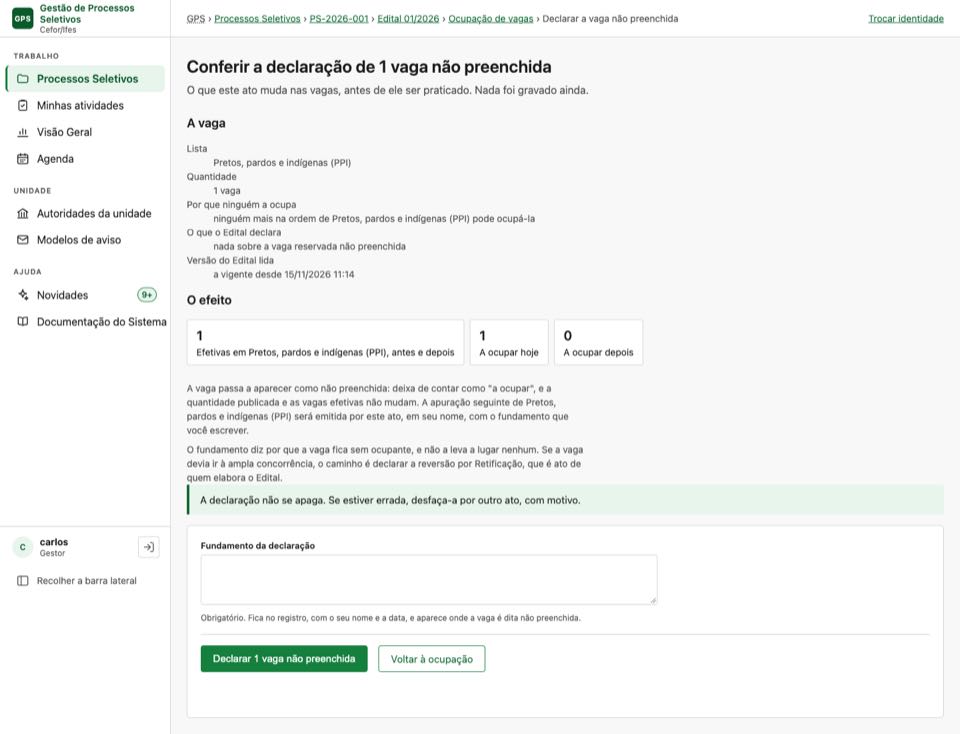 GPS
Gestão de Processos
Seletivos
Cefor/Ifes
GPS › Processos Seletivos › PS-2026-001 › Edital 01/2026 › Ocupação de vagas › Declarar a vaga não preenchida
Trocar identidade
TRABALHO
Processos Seletivos
Minhas atividades
Visão Geral
Agenda
UNIDADE
Autoridades da unidade
Modelos de aviso
AJUDA
Novidades
9+
Documentação do Sistema
C
carlos
Gestor
Recolher a barra lateral
Conferir a declaração de 1 vaga não preenchida
O que este ato muda nas vagas, antes de ele ser praticado. Nada foi gravado ainda.
A vaga
Lista
Pretos, pardos e indígenas (PPI)
Quantidade
1 vaga
Por que ninguém a ocupa
ninguém mais na ordem de Pretos, pardos e indígenas (PPI) pode ocupá-la
O que o Edital declara
nada sobre a vaga reservada não preenchida
Versão do Edital lida
a vigente desde 15/11/2026 11:14
O efeito
1
Efetivas em Pretos, pardos e indígenas (PPI), antes e depois
1
A ocupar hoje
0
A ocupar depois
A vaga passa a aparecer como não preenchida: deixa de contar como "a ocupar", e a
quantidade publicada e as vagas efetivas não mudam. A apuração seguinte de Pretos,
pardos e indígenas (PPI) será emitida por este ato, em seu nome, com o fundamento que
você escrever.
O fundamento diz por que a vaga fica sem ocupante, e não a leva a lugar nenhum. Se a vaga
devia ir à ampla concorrência, o caminho é declarar a reversão por Retificação, que é ato de
quem elabora o Edital.
A declaração não se apaga. Se estiver errada, desfaça-a por outro ato, com motivo.
Fundamento da declaração
Obrigatório. Fica no registro, com o seu nome e a data, e aparece onde a vaga é dita não preenchida.
Declarar 1 vaga não preenchida
Voltar à ocupação